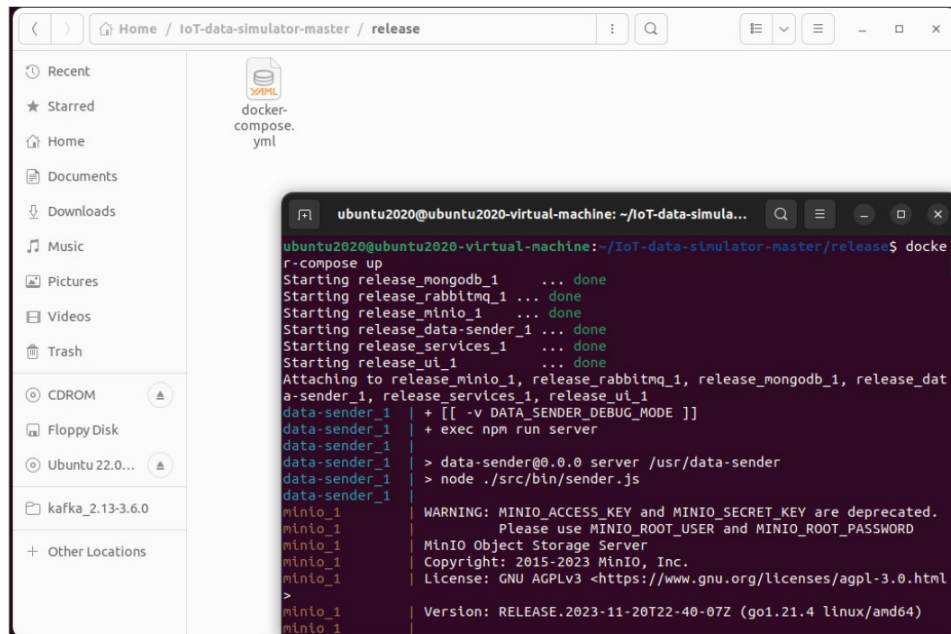 Home / IoT-data-simulator-master / release
Recent
Starred
Home
Documents
Downloads
Music
Pictures
Videos
Trash
CDROM
Floppy Disk
Ubuntu 22.0...
kafka_2.13-3.6.0
+ Other Locations
YAML
docker-
compose.
yml
ubuntu2020@ubuntu2020-virtual-machine: ~/IoT-data-simula...
ubuntu2020@ubuntu2020-virtual-machine:~/IoT-data-simulator-master/release$ docke
r-compose up
Starting release_mongodb_1 ... done
Starting release_rabbitmq_1 ... done
Starting release_minio_1 ... done
Starting release_data-sender_1 ... done
Starting release_services_1 ... done
Starting release_ui_1 ... done
Attaching to release_minio_1, release_rabbitmq_1, release_mongodb_1, release_dat
a-sender_1, release_services_1, release_ui_1
data-sender_1 | + [[ -v DATA_SENDER_DEBUG_MODE ]]
data-sender_1 | + exec npm run server
data-sender_1 |
data-sender_1 | > data-sender@0.0.0 server /usr/data-sender
data-sender_1 | > node ./src/bin/sender.js
data-sender_1 |
minio_1 | WARNING: MINIO_ACCESS_KEY and MINIO_SECRET_KEY are deprecated.
minio_1 | Please use MINIO_ROOT_USER and MINIO_ROOT_PASSWORD
minio_1 | MinIO Object Storage Server
minio_1 | Copyright: 2015-2023 MinIO, Inc.
minio_1 | License: GNU AGPLv3 <https://www.gnu.org/licenses/agpl-3.0.html
>
minio_1 | Version: RELEASE.2023-11-20T22-40-07Z (go1.21.4 linux/amd64)
minio_1 |